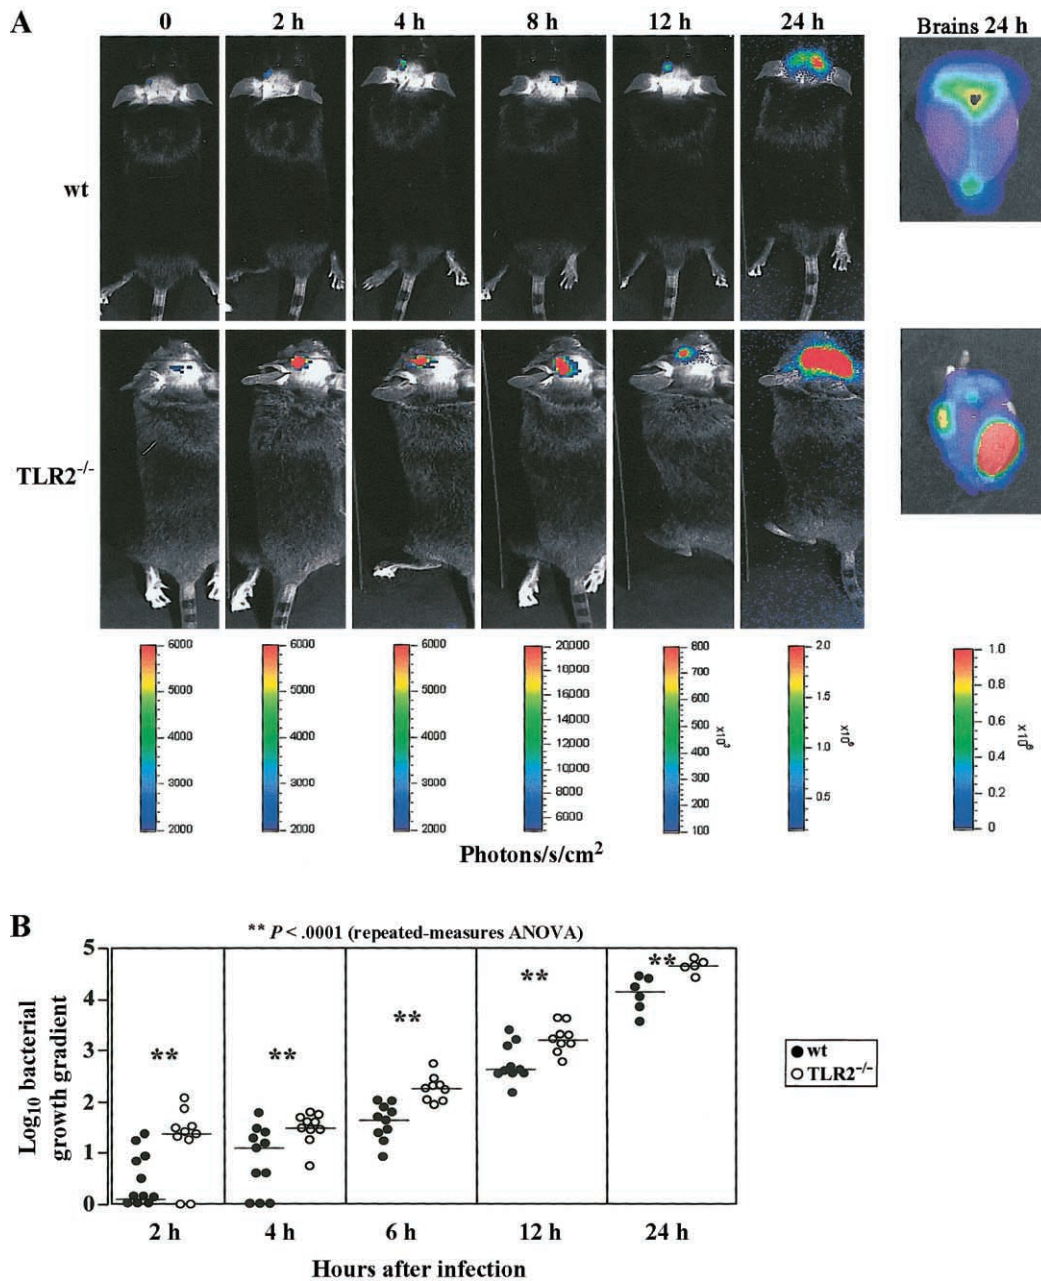 A
0 2 h 4 h 8 h 12 h 24 h Brains 24 h
wt
TLR2-/-
6000 6000 6000 20000 800 2.0 1.0
18000 700
5000 5000 5000 16000 600 1.5 0.8
14000 500 0.6
4000 4000 4000 12000 400 1.0
10000 300 0.4
3000 3000 3000 8000 200 0.5 0.2
6000
2000 2000 2000 100 0
x10³ x10⁶ x10⁶
Photons/s/cm²
B
** P < .0001 (repeated-measures ANOVA)
5
4
3
2
1
0
Log₁₀ bacterial
growth gradient
** ** ** ** **
wt
TLR2-/-
2 h 4 h 6 h 12 h 24 h
Hours after infection